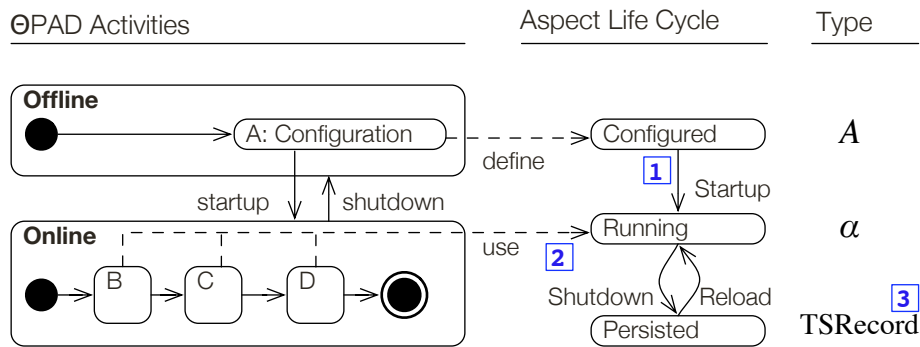 ΘPAD Activities
Aspect Life Cycle
Type
Offline
A: Configuration
define
Configured
A
1
startup
shutdown
Startup
Online
use
Running
α
2
B
C
D
Shutdown
Reload
3
Persisted
TSRecord